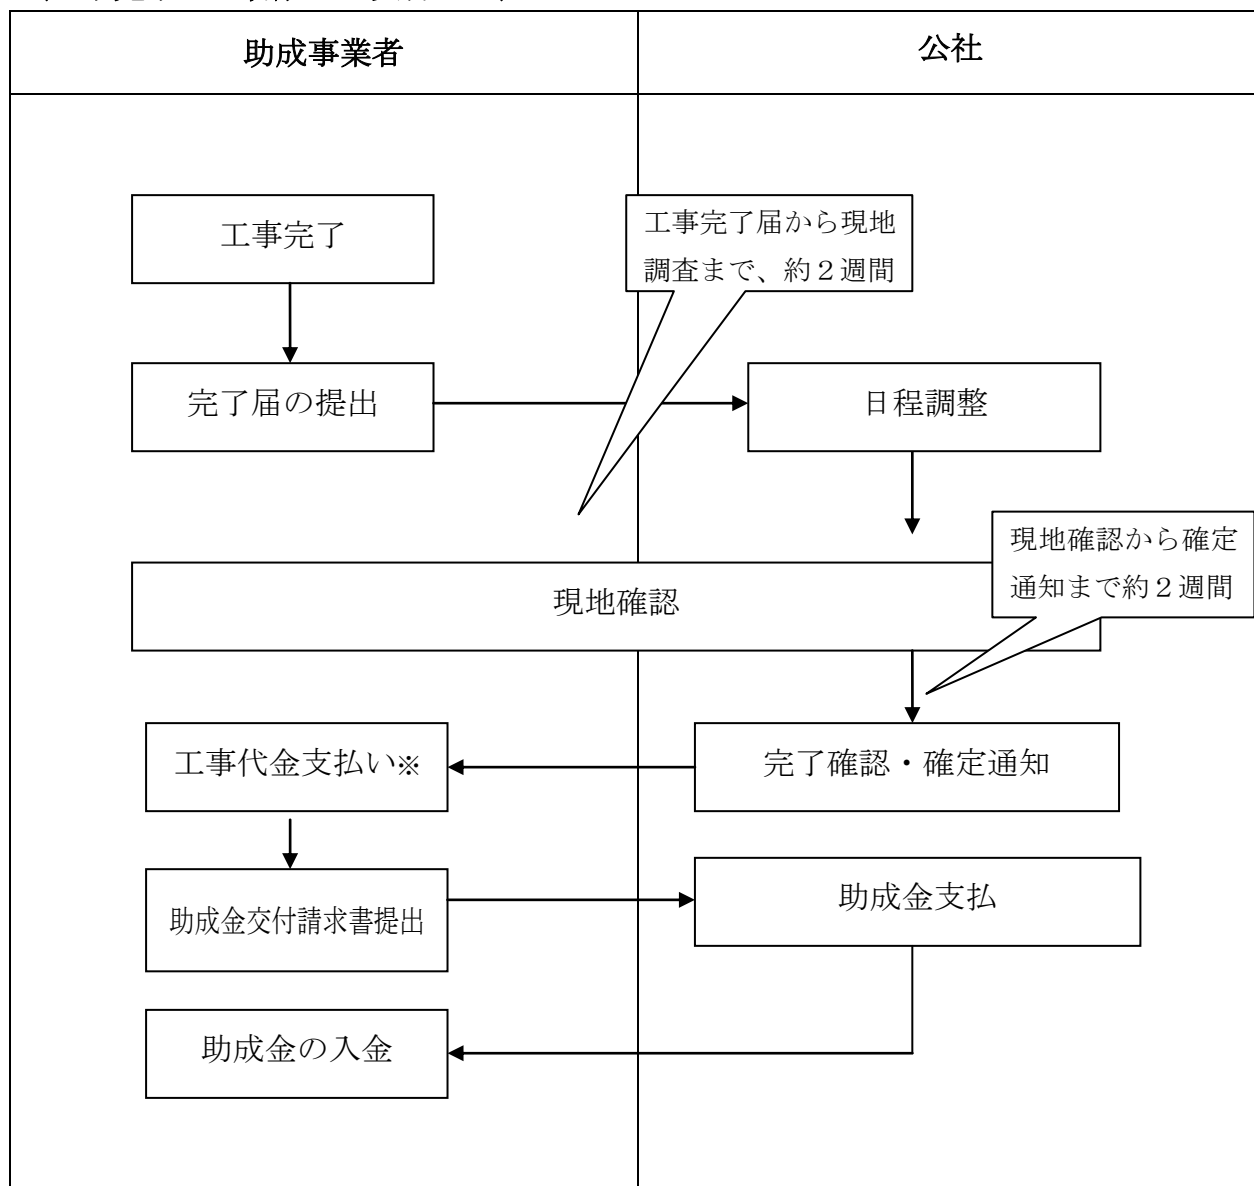 助成事業者
公社
工事完了
工事完了届から現地
調査まで、約２週間
完了届の提出
日程調整
現地確認から確定
通知まで約２週間
現地確認
工事代金支払い※
完了確認・確定通知
助成金交付請求書提出
助成金支払
助成金の入金